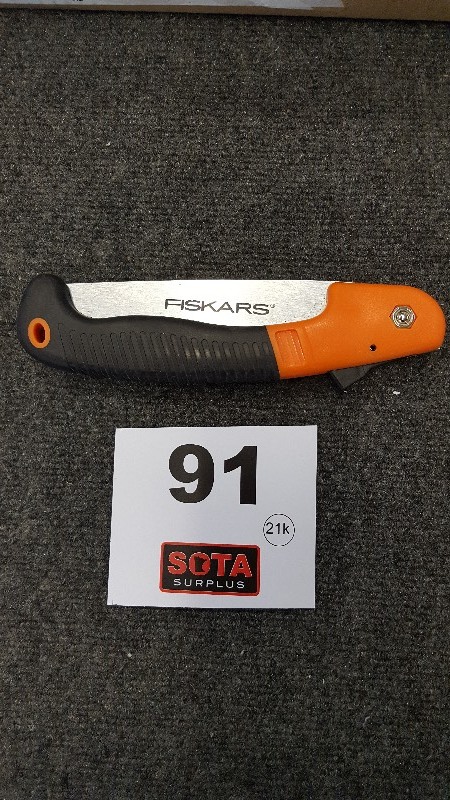 FISKARS®
91
21k
SOTA
SURPLUS